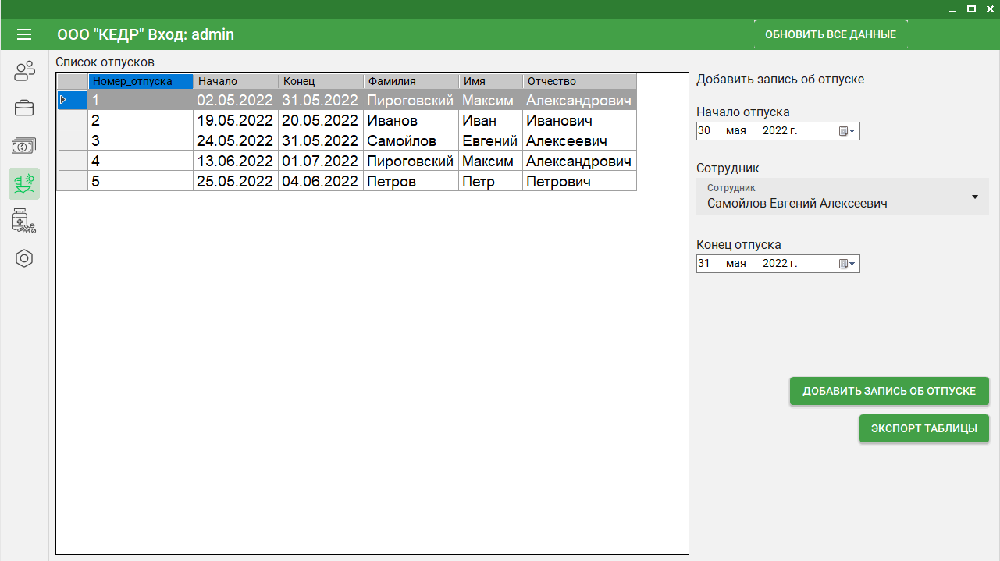 ООО "КЕДР" Вход: admin
ОБНОВИТЬ ВСЕ ДАННЫЕ
Список отпусков
Номер_отпуска Начало Конец Фамилия Имя Отчество
1 02.05.2022 31.05.2022 Пироговский Максим Александрович
2 19.05.2022 20.05.2022 Иванов Иван Иванович
3 24.05.2022 31.05.2022 Самойлов Евгений Алексеевич
4 13.06.2022 01.07.2022 Пироговский Максим Александрович
5 25.05.2022 04.06.2022 Петров Петр Петрович
Добавить запись об отпуске
Начало отпуска
30 мая 2022 г.
Сотрудник
Сотрудник
Самойлов Евгений Алексеевич
Конец отпуска
31 мая 2022 г.
ДОБАВИТЬ ЗАПИСЬ ОБ ОТПУСКЕ
ЭКСПОРТ ТАБЛИЦЫ